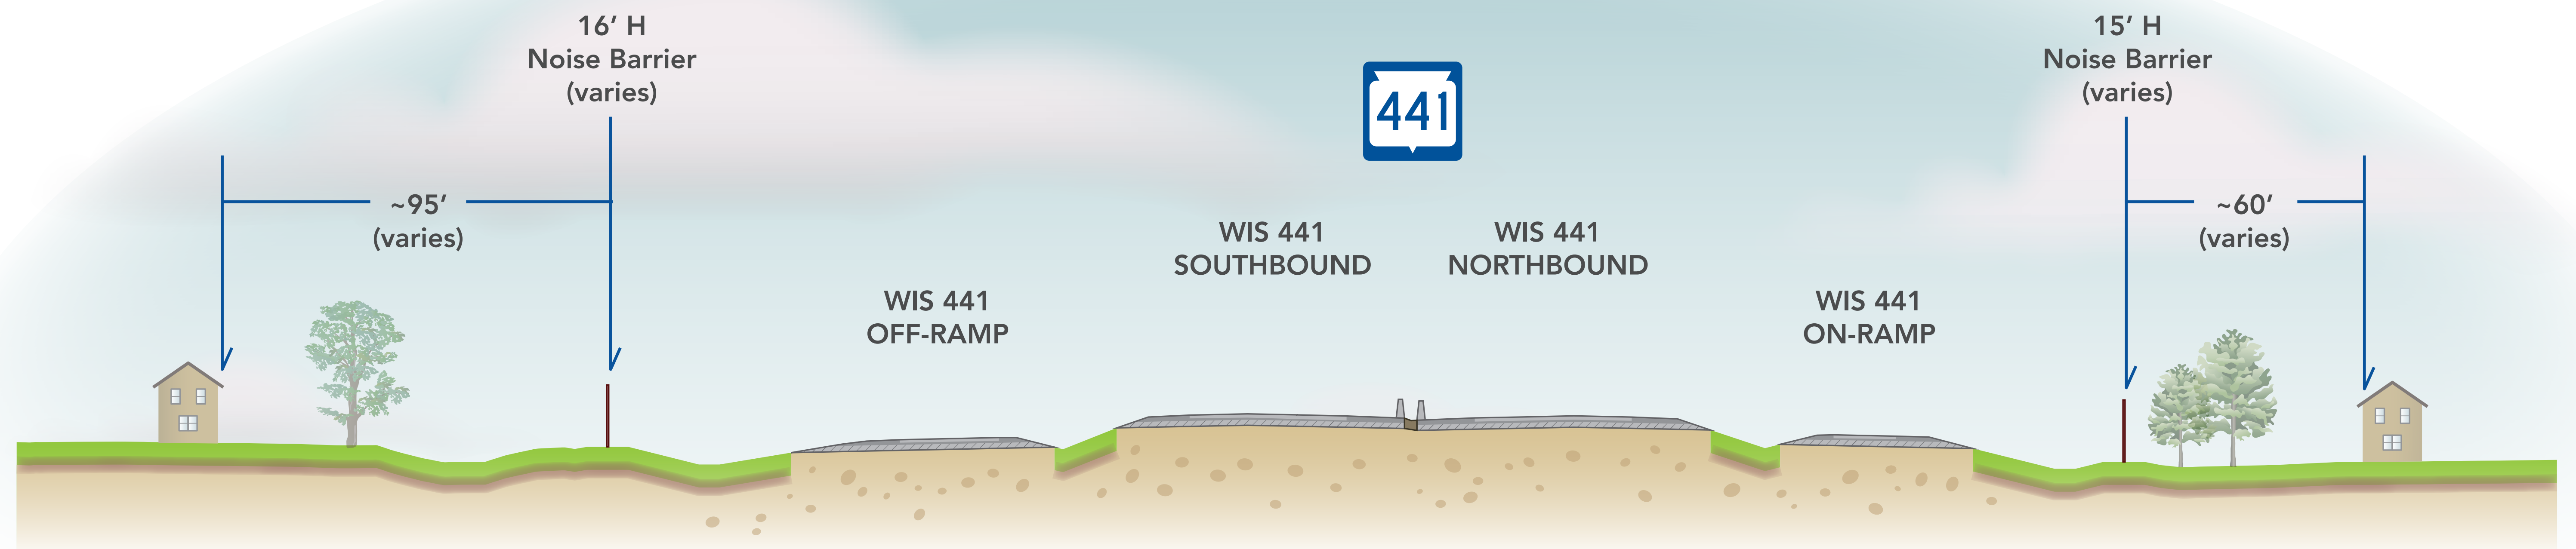 16’ H
Noise Barrier
(varies)
15’ H
Noise Barrier
(varies)
441
~95’
(varies)
~60’
(varies)
WIS 441
SOUTHBOUND
WIS 441
NORTHBOUND
WIS 441
OFF-RAMP
WIS 441
ON-RAMP